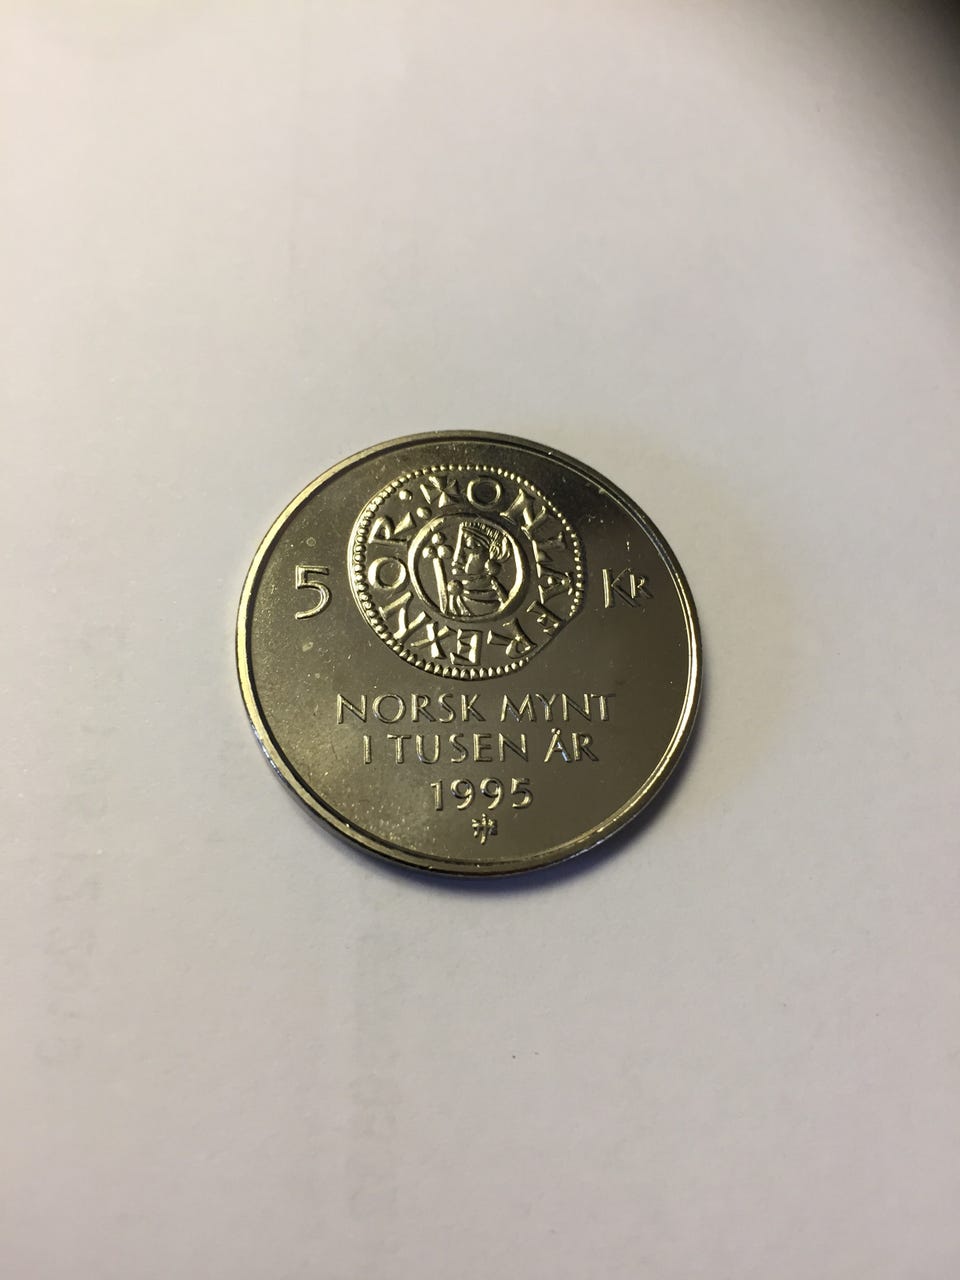 ONLAF REX NOR
5 KR
NORSK MYNT
I TUSEN ÅR
1995